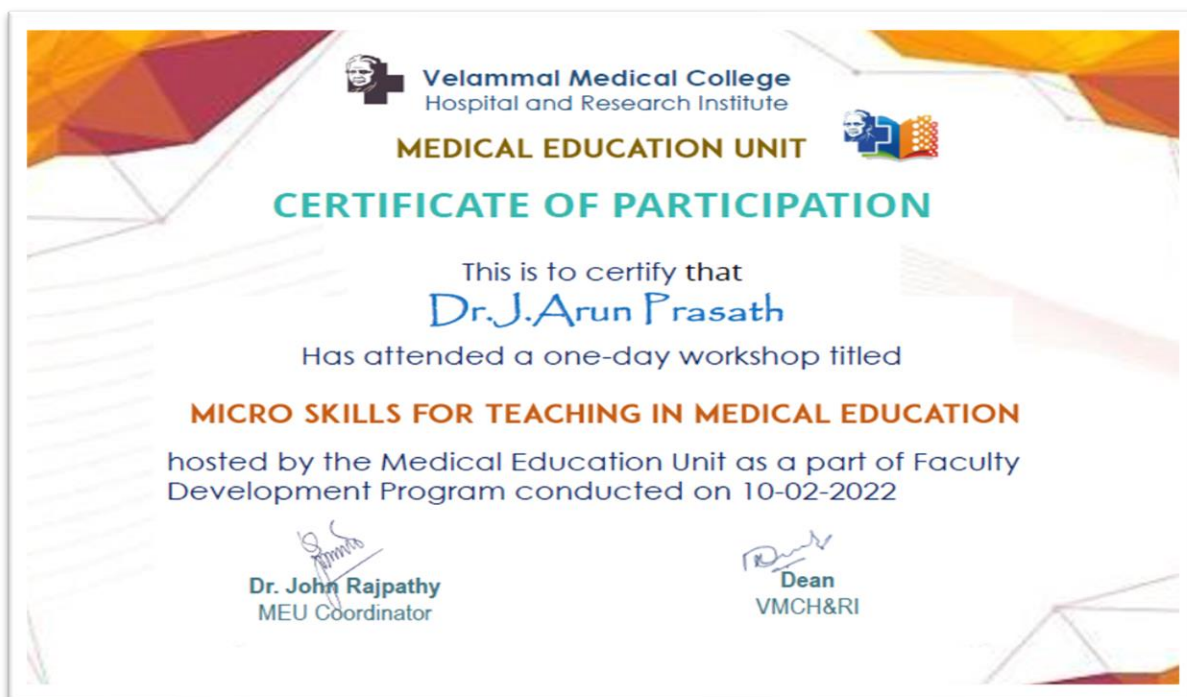 Velammal Medical College
Hospital and Research Institute
MEDICAL EDUCATION UNIT
CERTIFICATE OF PARTICIPATION
This is to certify that
Dr.J.Arun Prasath
Has attended a one-day workshop titled
MICRO SKILLS FOR TEACHING IN MEDICAL EDUCATION
hosted by the Medical Education Unit as a part of Faculty
Development Program conducted on 10-02-2022
Dr. John Rajpathy
MEU Coordinator
Dean
VMCH&RI